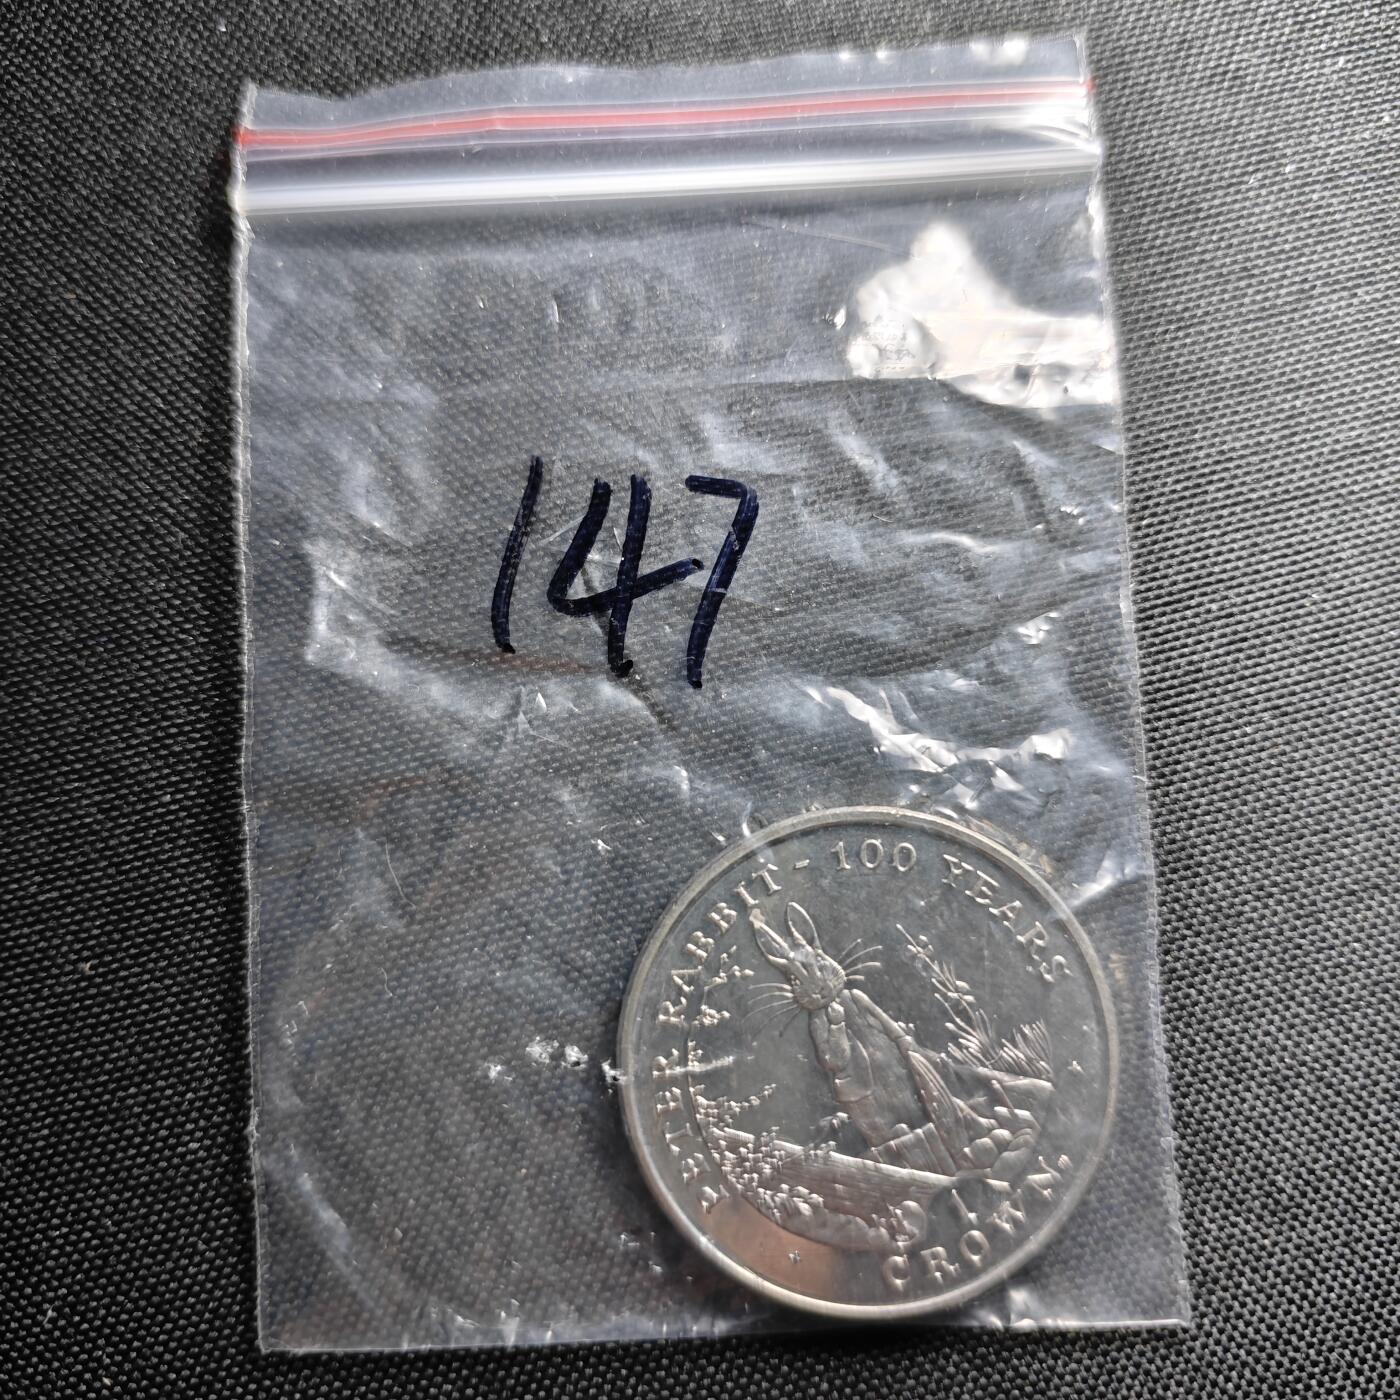 147
PETER RABBIT - 100 YEARS
1
CROWN